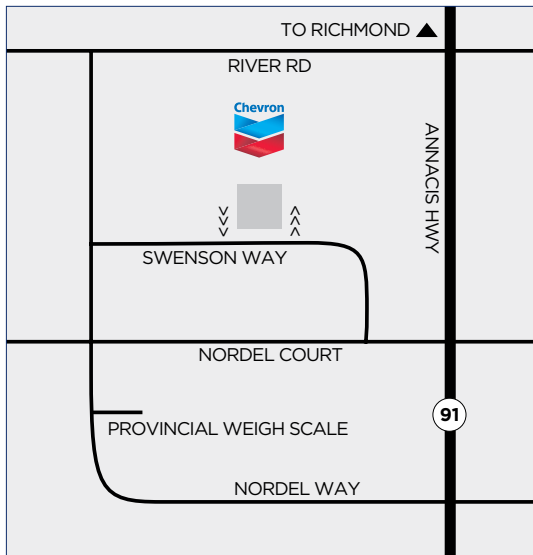 TO RICHMOND
RIVER RD
Chevron
ANNACIS HWY
SWENSON WAY
NORDEL COURT
91
PROVINCIAL WEIGH SCALE
NORDEL WAY